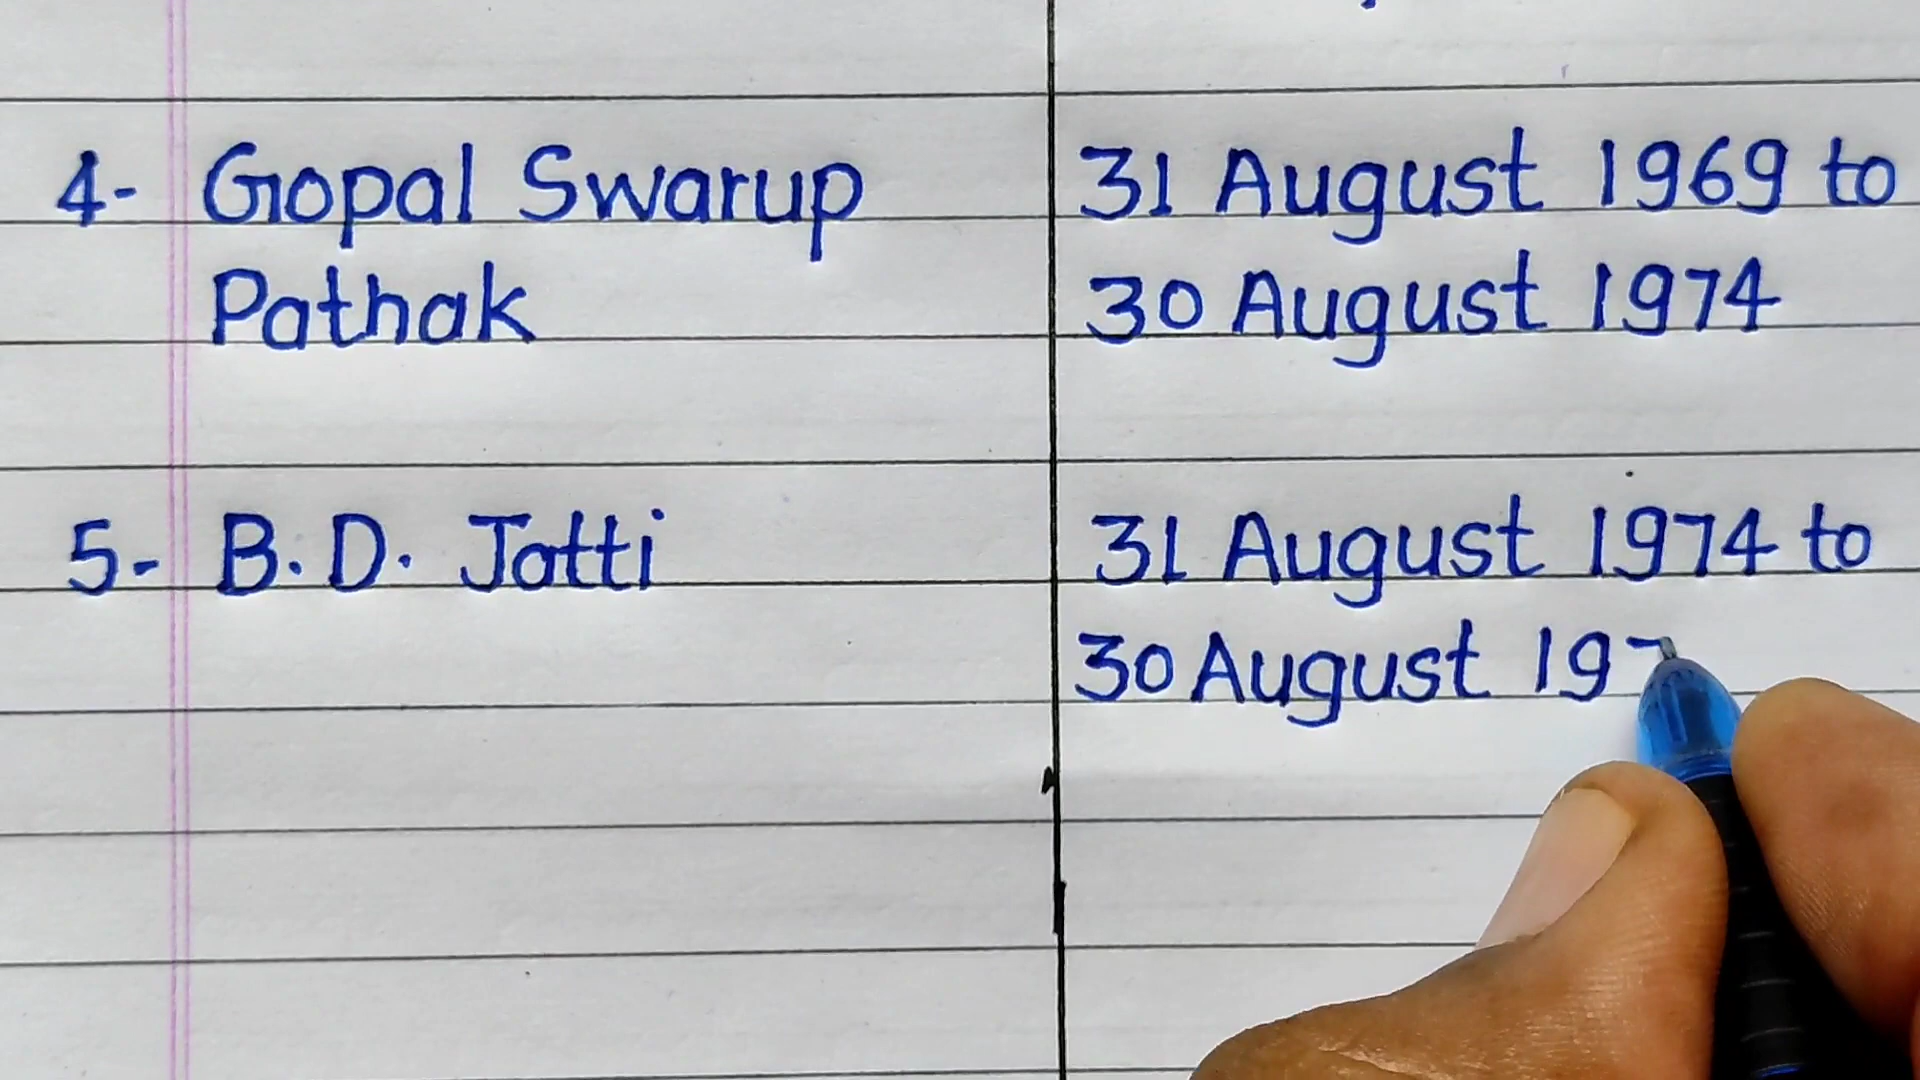 4- Gopal Swarup 31 August 1969 to
Pathak 30 August 1974
5- B. D. Jatti 31 August 1974 to
30 August 197